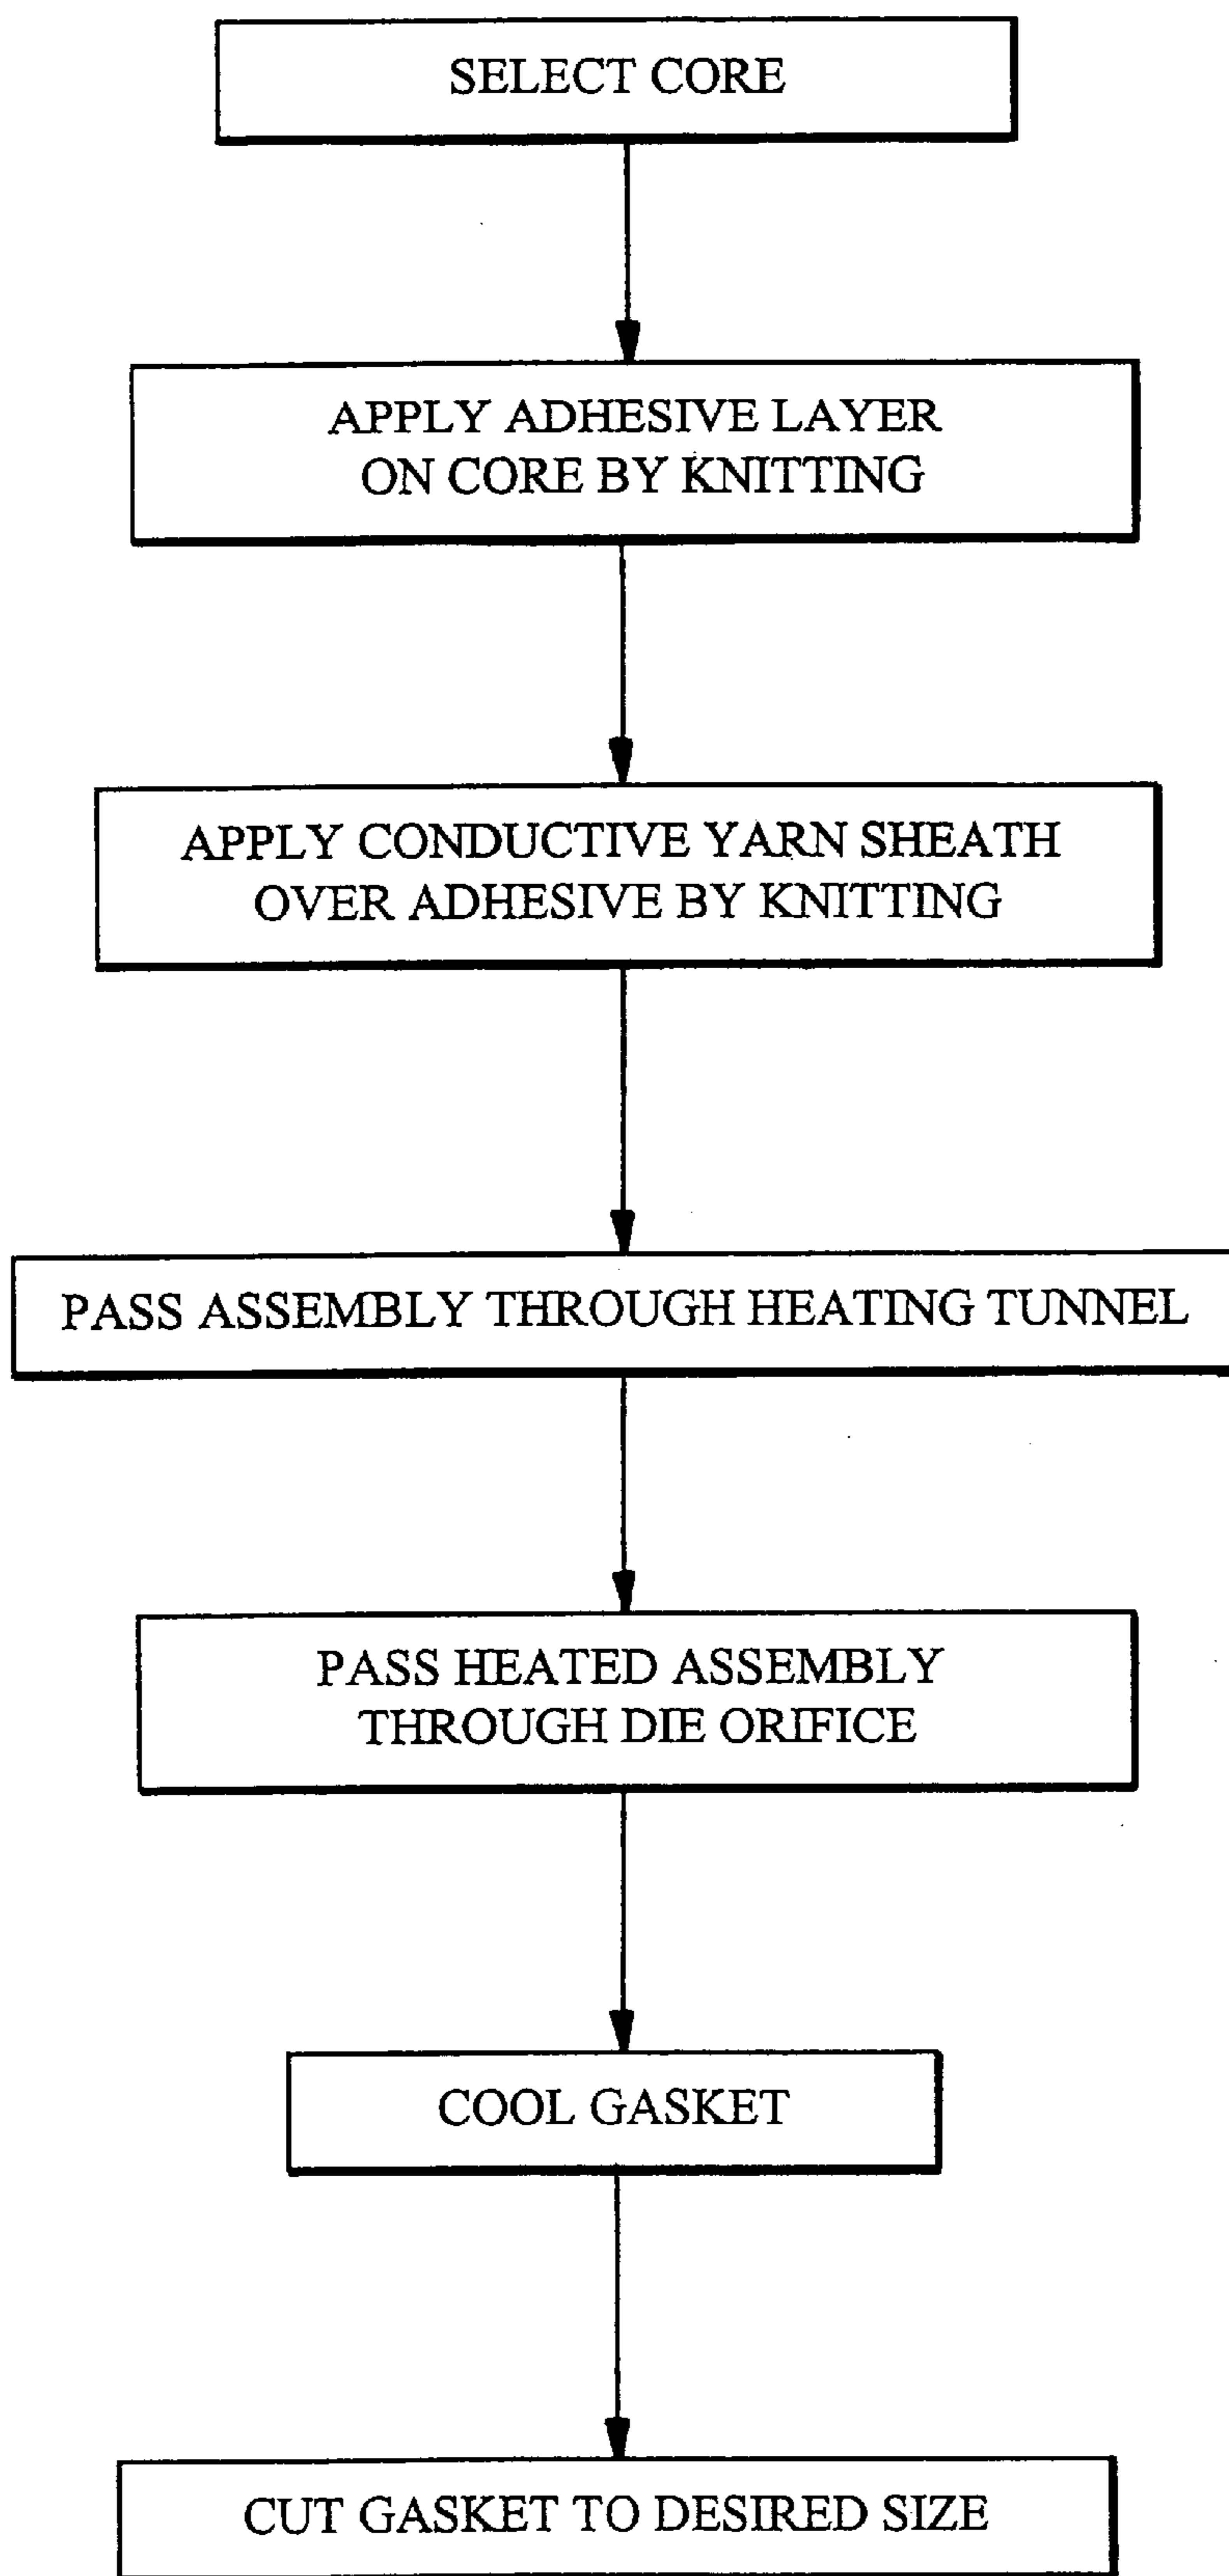 SELECT CORE
APPLY ADHESIVE LAYER
ON CORE BY KNITTING
APPLY CONDUCTIVE YARN SHEATH
OVER ADHESIVE BY KNITTING
PASS ASSEMBLY THROUGH HEATING TUNNEL
PASS HEATED ASSEMBLY
THROUGH DIE ORIFICE
COOL GASKET
CUT GASKET TO DESIRED SIZE